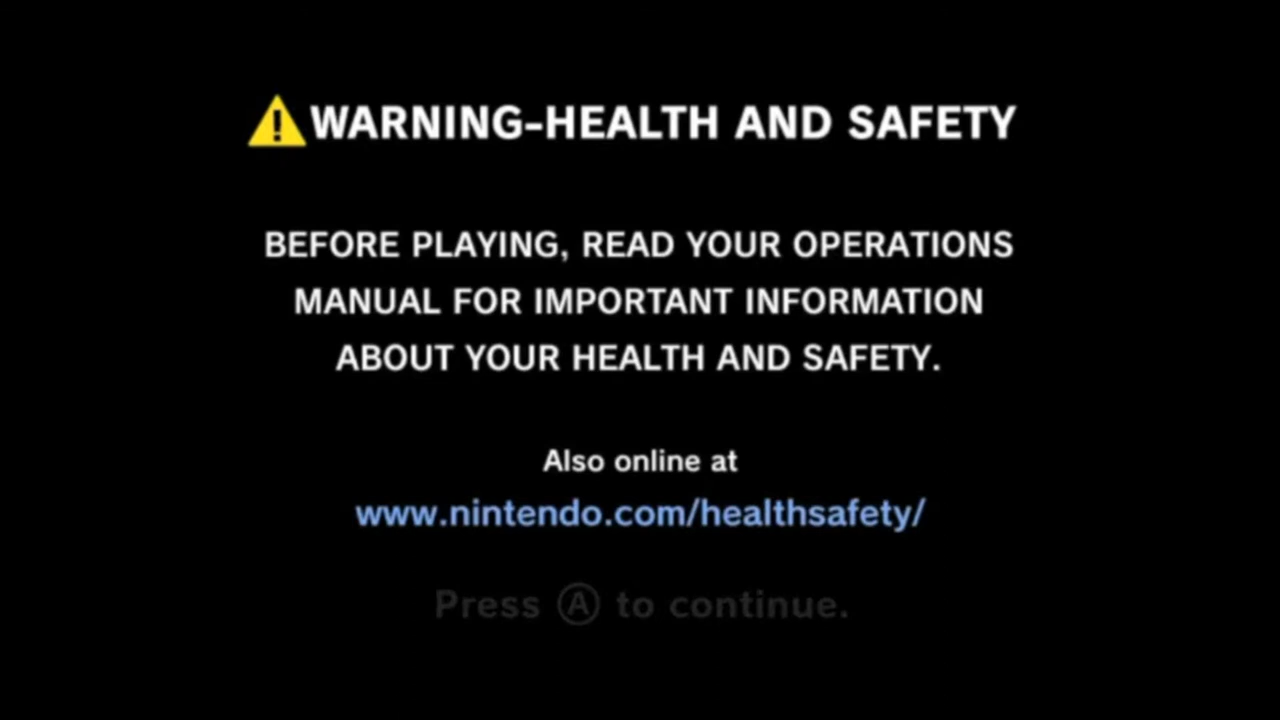 ⚠WARNING-HEALTH AND SAFETY
BEFORE PLAYING, READ YOUR OPERATIONS
MANUAL FOR IMPORTANT INFORMATION
ABOUT YOUR HEALTH AND SAFETY.
Also online at
www.nintendo.com/healthsafety/
Press Ⓐ to continue.